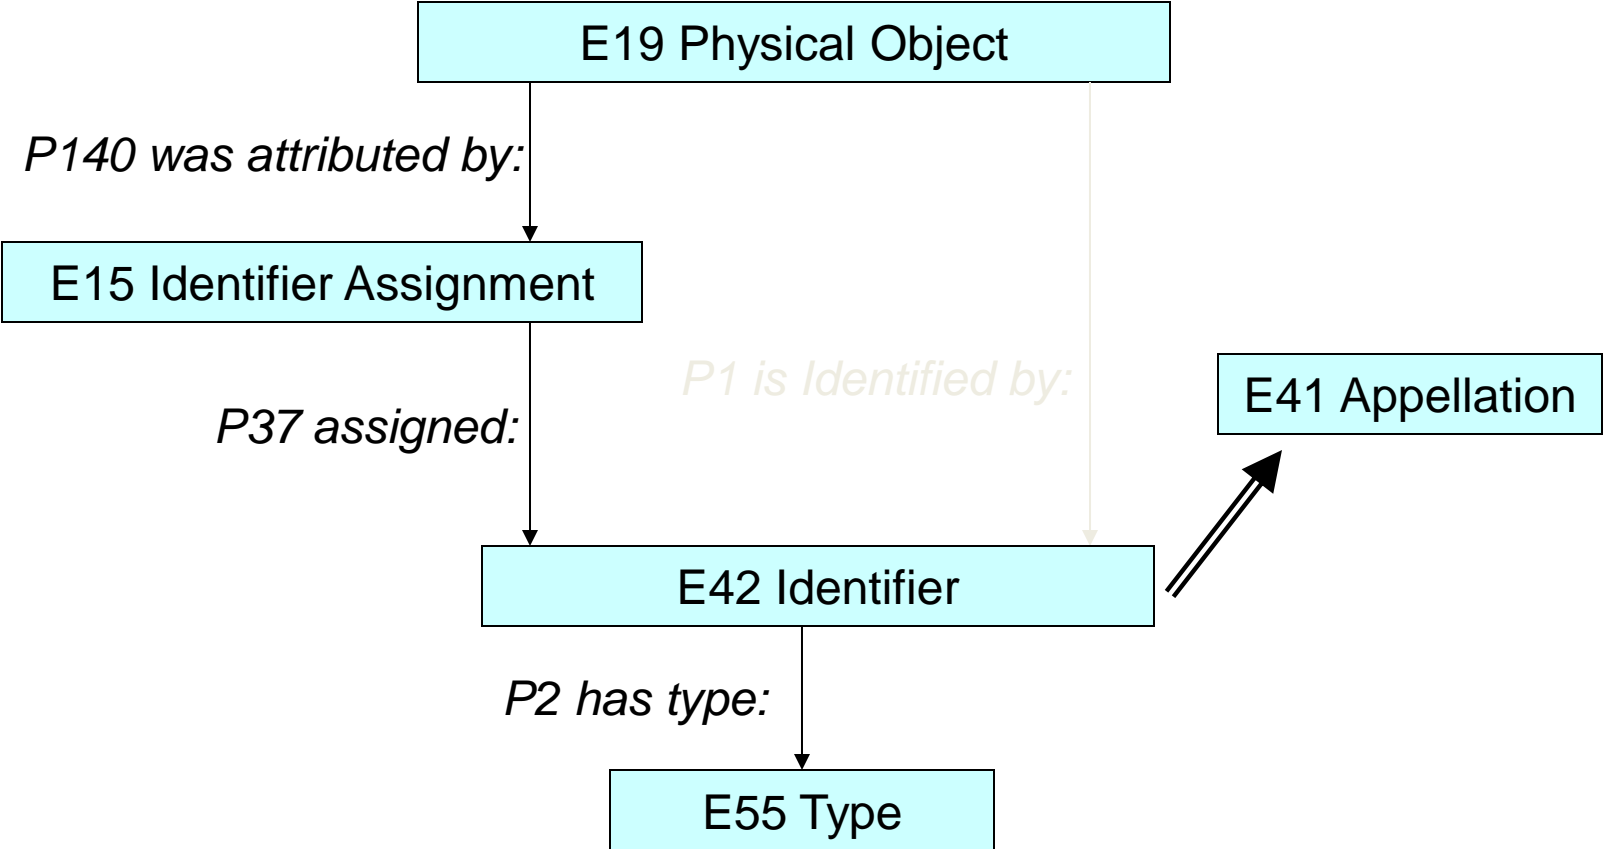 E19 Physical Object
P140 was attributed by:
E15 Identifier Assignment
P1 is Identified by:
E41 Appellation
P37 assigned:
E42 Identifier
P2 has type:
E55 Type